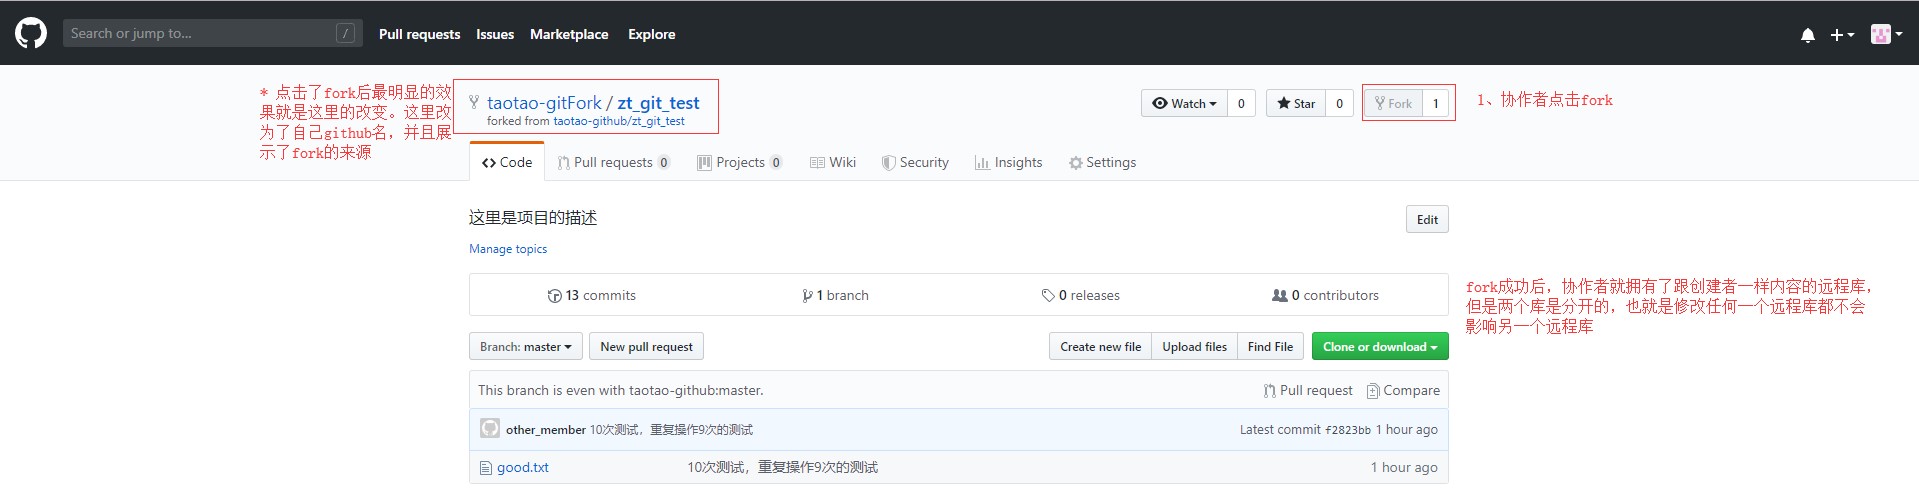 Search or jump to... /
Pull requests Issues Marketplace Explore
* 点击了fork后最明显的效
果就是这里的改变。这里改
为了自己github名，并且展
示了fork的来源
taotao-gitFork / zt_git_test
forked from taotao-github/zt_git_test
Watch 0 Star 0 Fork 1
1、协作者点击fork
Code Pull requests 0 Projects 0 Wiki Security Insights Settings
这里是项目的描述
Edit
Manage topics
13 commits 1 branch 0 releases 0 contributors
fork成功后，协作者就拥有了跟创建者一样内容的远程库，
但是两个库是分开的，也就是修改任何一个远程库都不会
影响另一个远程库
Branch: master New pull request Create new file Upload files Find File Clone or download
This branch is even with taotao-github:master. Pull request Compare
other_member 10次测试，重复操作9次的测试 Latest commit f2823bb 1 hour ago
good.txt 10次测试，重复操作9次的测试 1 hour ago